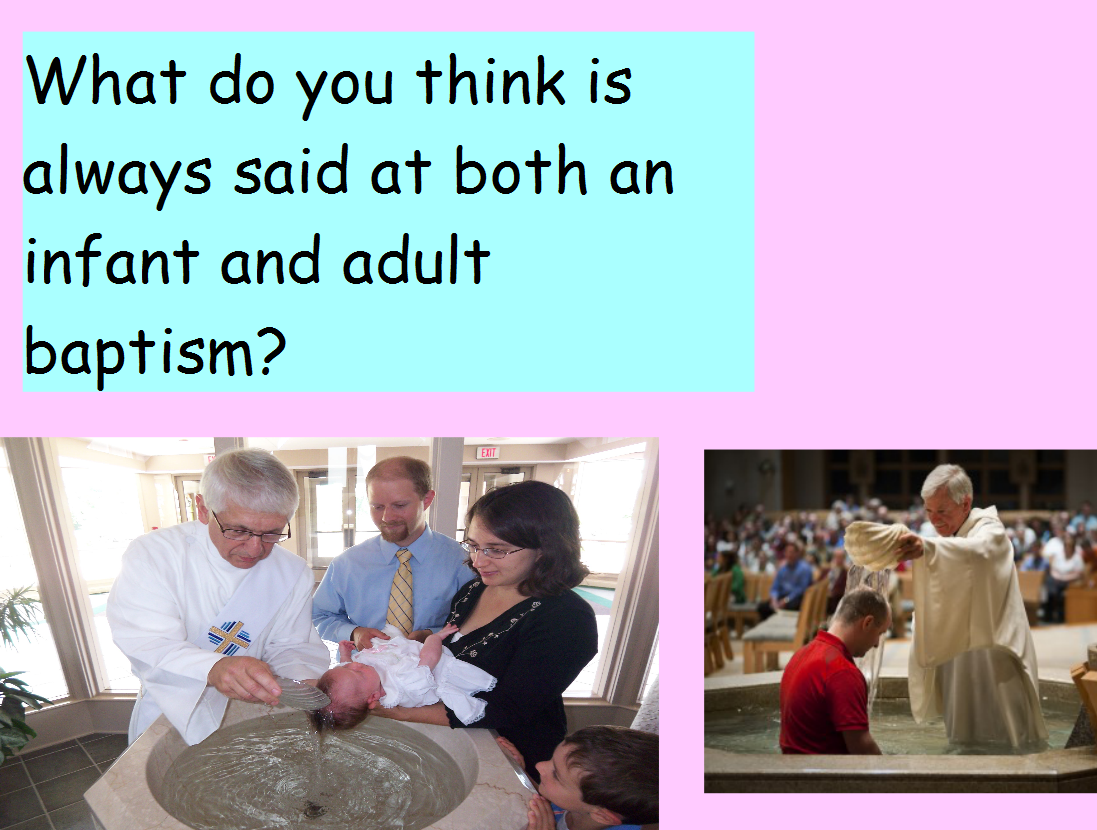 What do you think is
always said at both an
infant and adult
baptism?
EXIT